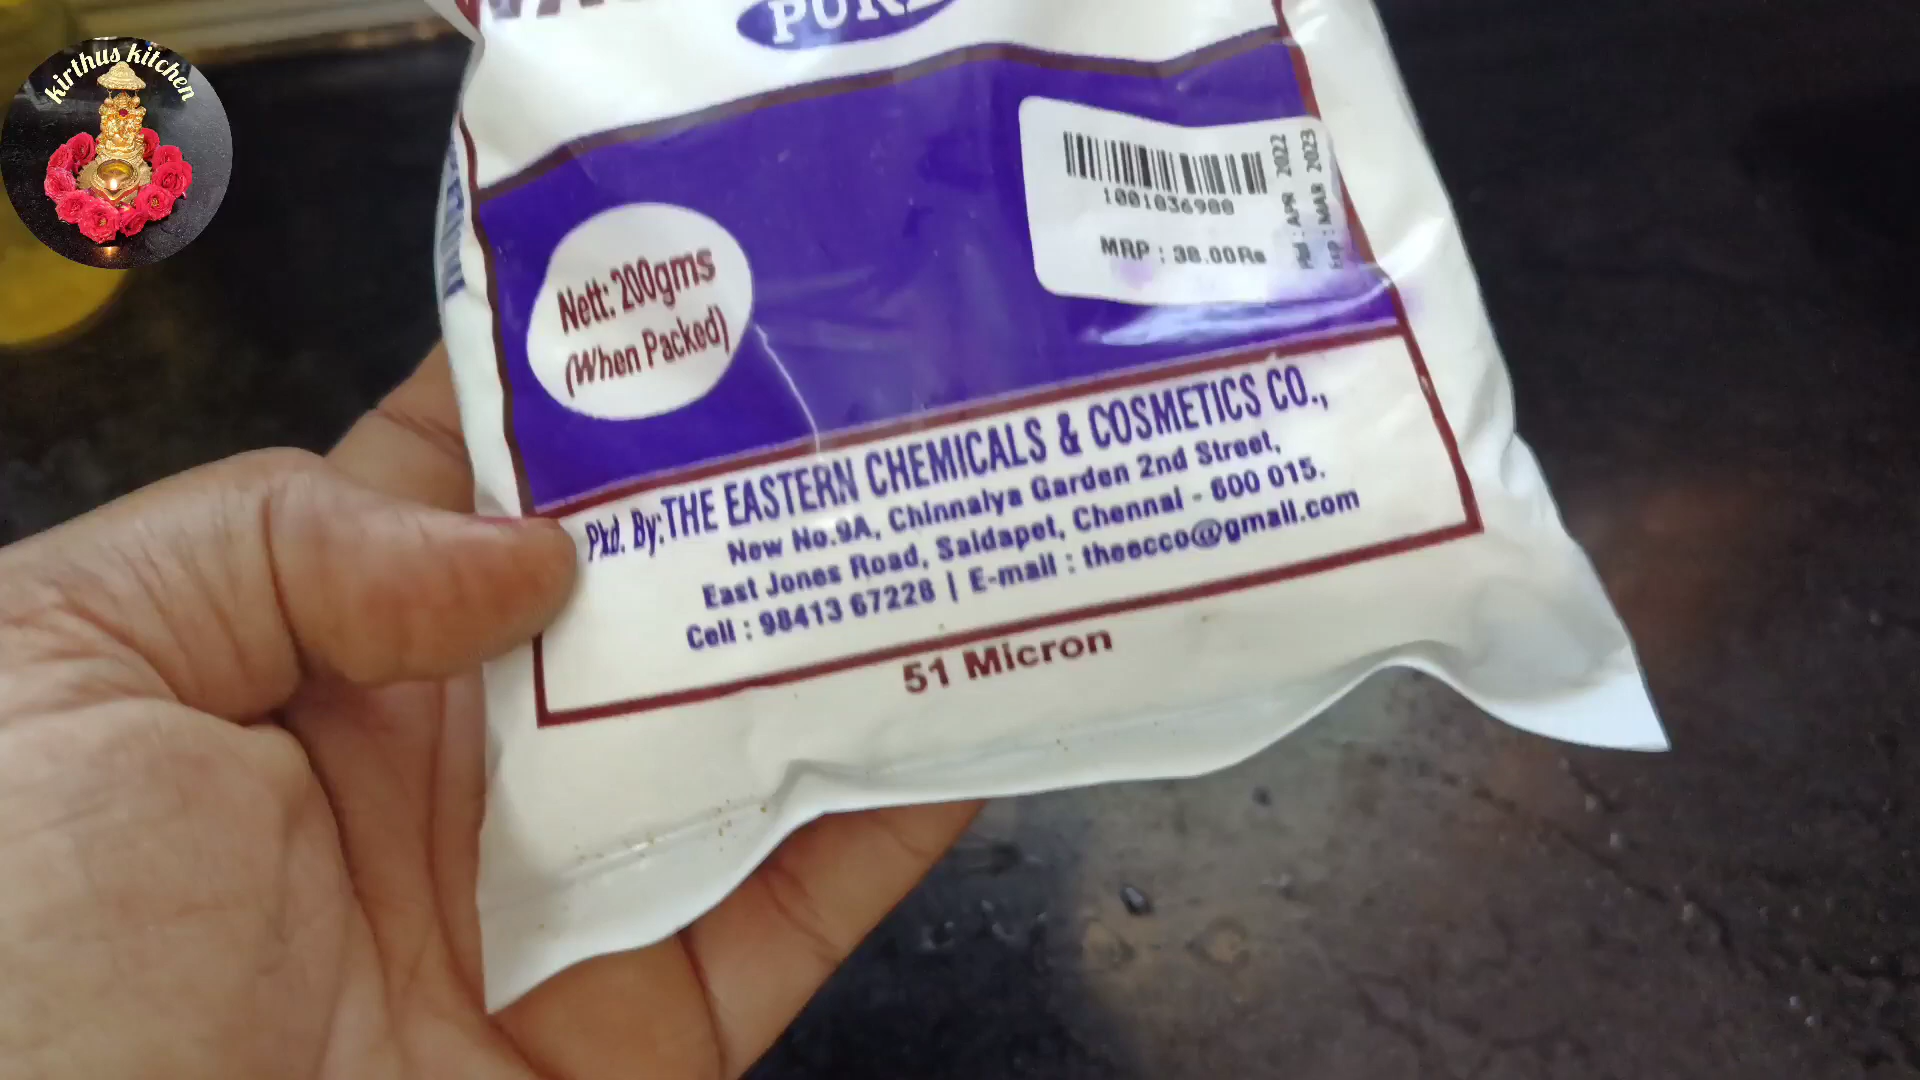 kirthus kitchen
PURE
1001036900
MRP : 38.00Rs
Pkd : APR 2022
Exp : MAR 2023
Nett: 200gms
(When Packed)
Pkd. By: THE EASTERN CHEMICALS & COSMETICS CO.,
New No.9A, Chinnaiya Garden 2nd Street,
East Jones Road, Saidapet, Chennai - 600 015.
Cell : 98413 67228 | E-mail : theecco@gmail.com
51 Micron